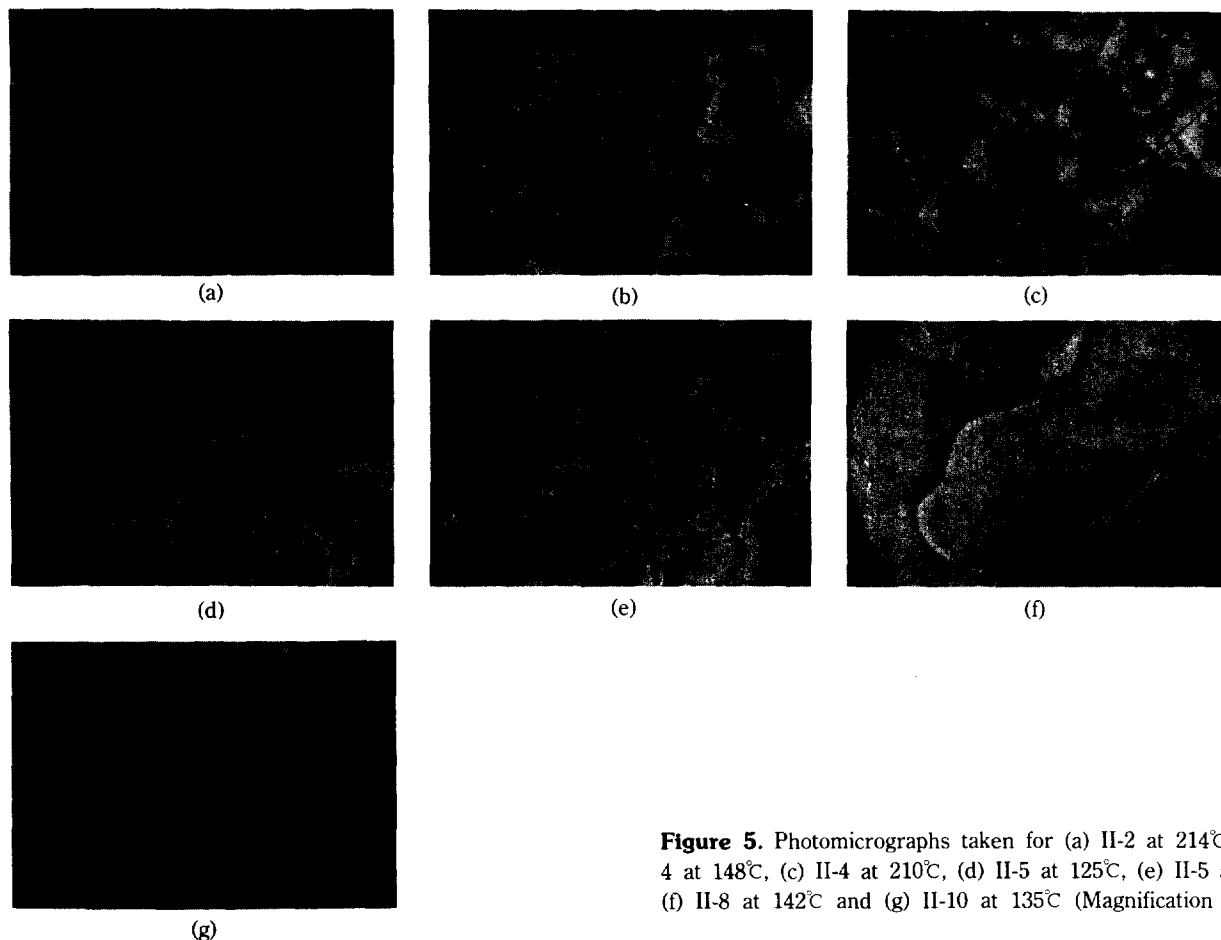 (a)
(b)
(c)
(d)
(e)
(f)
(g)
Figure 5. Photomicrographs taken for (a) II-2 at 214℃
4 at 148℃, (c) II-4 at 210℃, (d) II-5 at 125℃, (e) II-5
(f) II-8 at 142℃ and (g) II-10 at 135℃ (Magnification